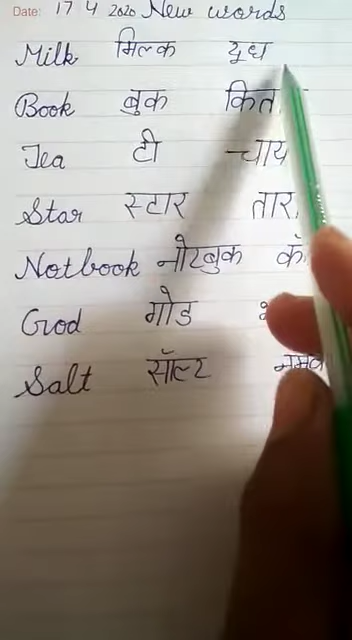 Date: 17 4 2020 New words
Milk मिल्क दूध
Book बुक
Tea टी चाय
Star स्टार
Notbook नोटबुक
God गोड
Salt सॉल्ट